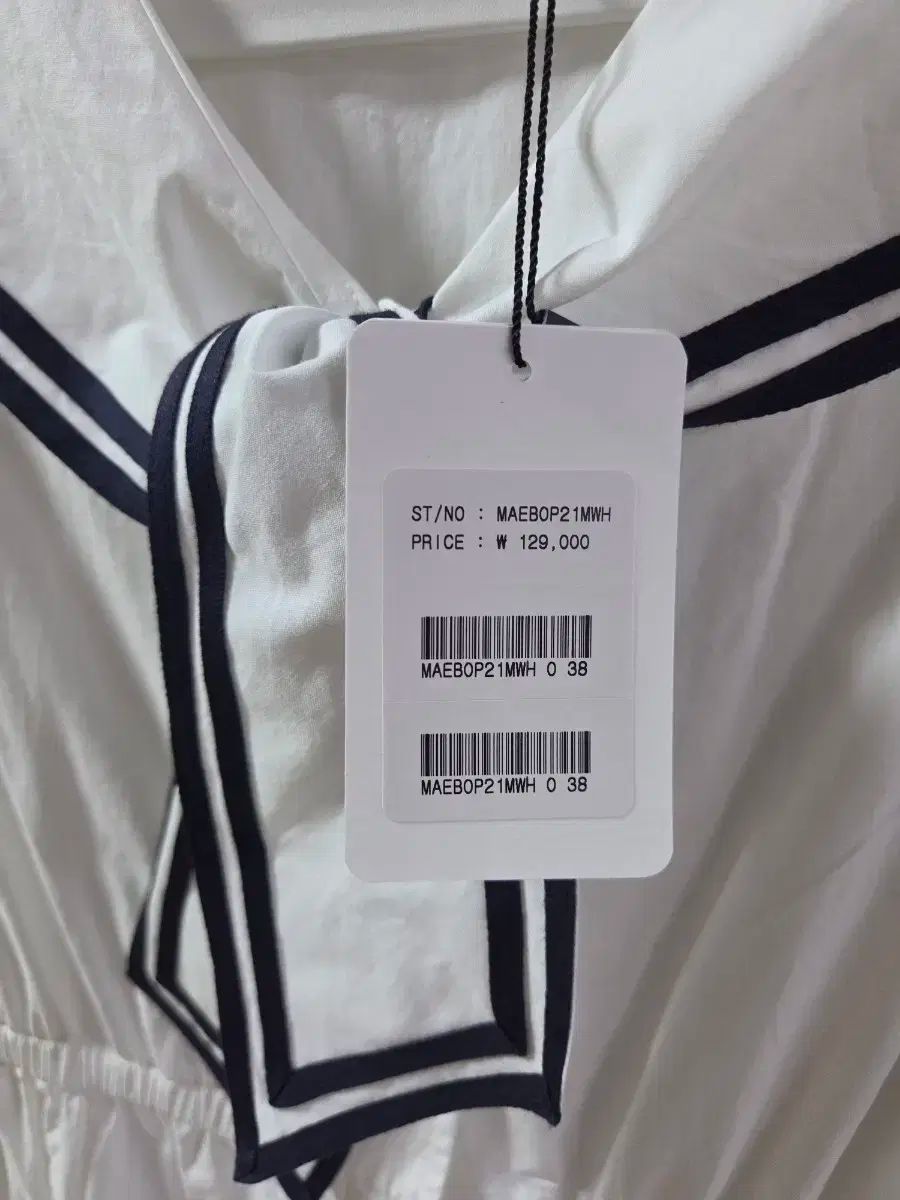 ST/NO : MAEBOP21MWH
PRICE : ₩ 129,000
MAEBOP21MWH 0 38
MAEBOP21MWH 0 38